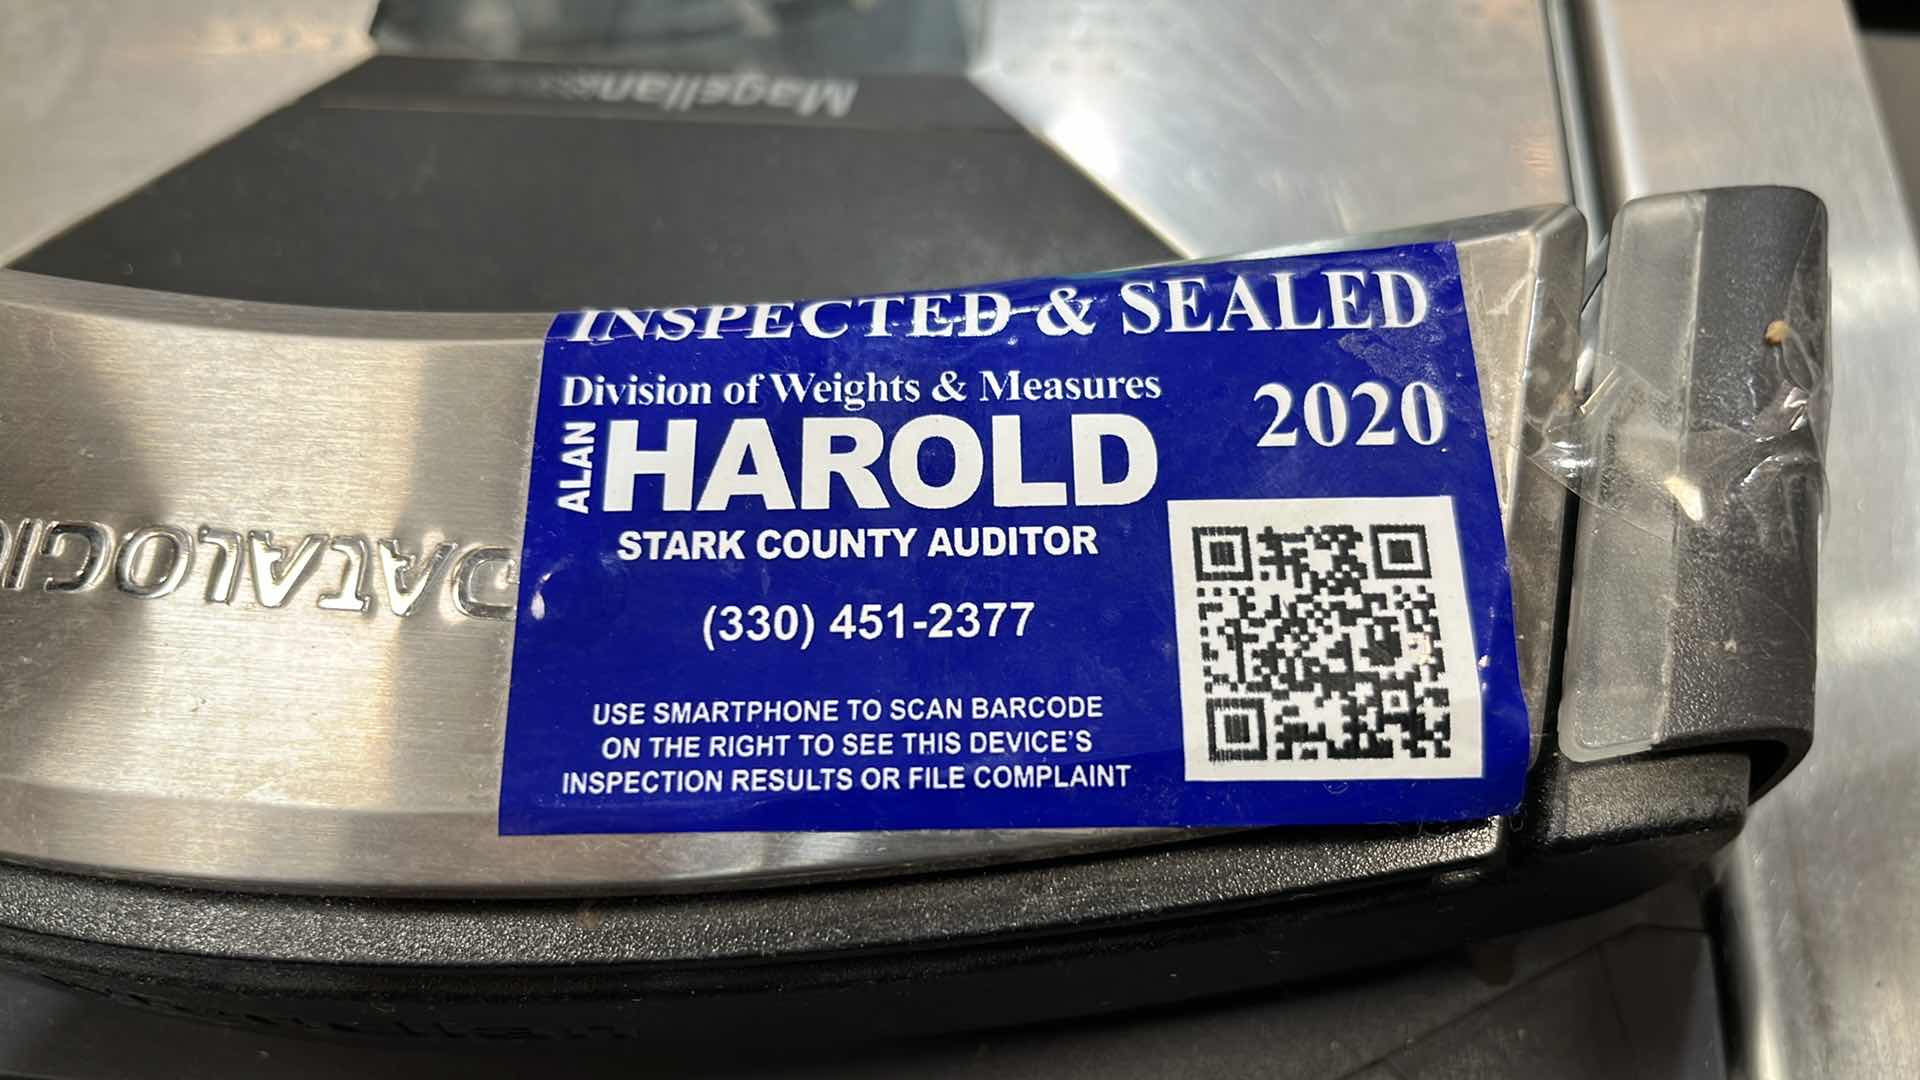 Magellan
INSPECTED & SEALED
Division of Weights & Measures
2020
ALAN
HAROLD
STARK COUNTY AUDITOR
(330) 451-2377
USE SMARTPHONE TO SCAN BARCODE
ON THE RIGHT TO SEE THIS DEVICE'S
INSPECTION RESULTS OR FILE COMPLAINT
DATALOGIC